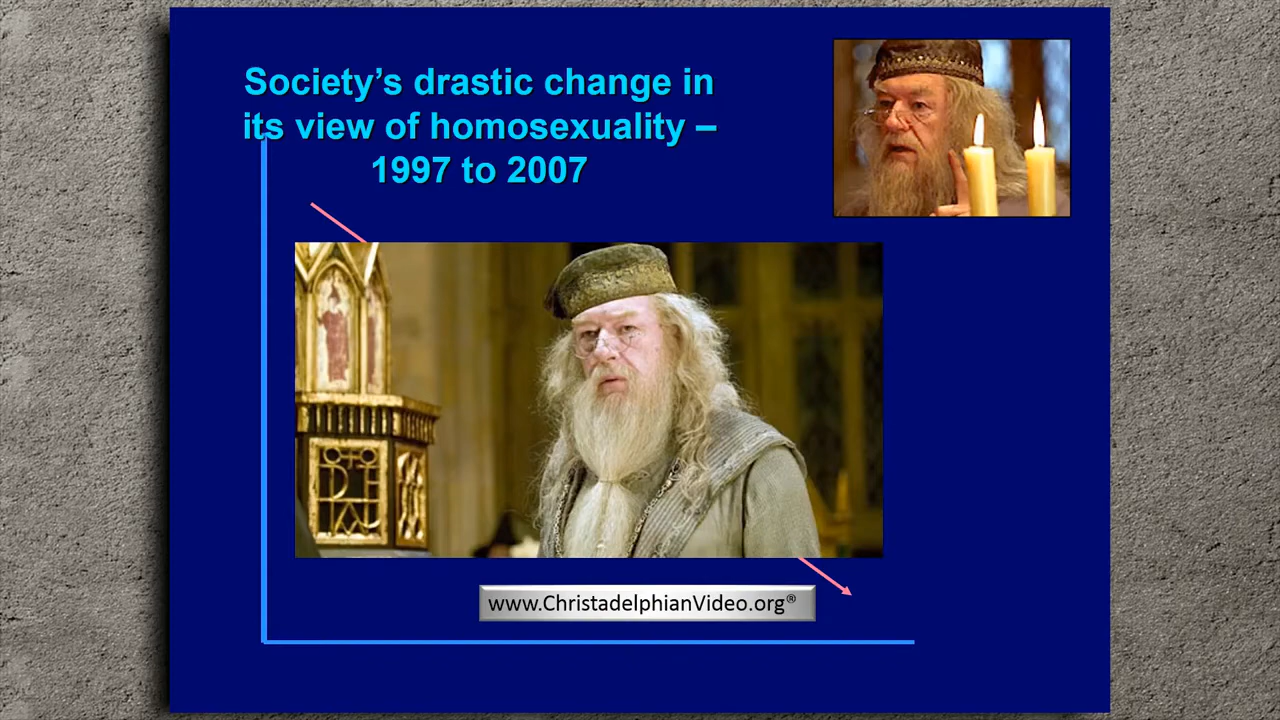 Society’s drastic change in
its view of homosexuality –
1997 to 2007
www.ChristadelphianVideo.org®